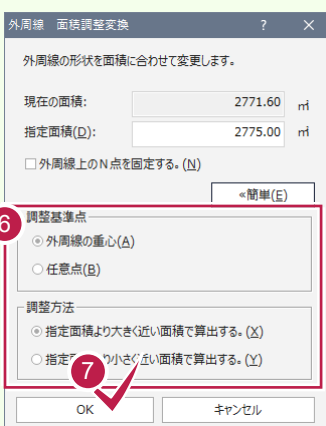 外周線 面積調整変換 ? ×
外周線の形状を面積に合わせて変更します。
現在の面積: 2771.60 ㎡
指定面積(D): 2775.00 ㎡
外周線上のN点を固定する。(N)
≪簡単(E)
6
調整基準点
外周線の重心(A)
任意点(B)
調整方法
指定面積より大きく近い面積で算出する。(X)
指定 り小さく近い面積で算出する。(Y)
7
OK キャンセル